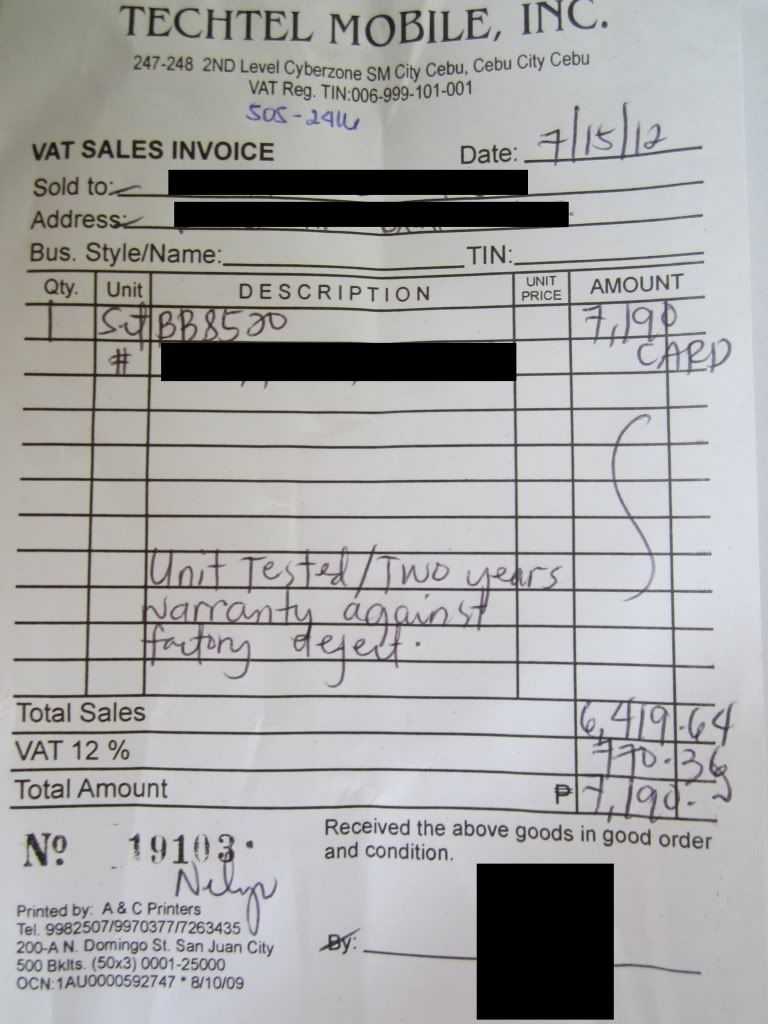 TECHTEL MOBILE, INC.
247-248 2ND Level Cyberzone SM City Cebu, Cebu City Cebu
VAT Reg. TIN:006-999-101-001
VAT SALES INVOICE Date: 7/15/12
Sold to:
Address:
Bus. Style/Name: TIN:
Qty. Unit DESCRIPTION UNIT PRICE AMOUNT
1 Set BB8520 7,190
# CARD
Unit Tested/Two years
warranty against
factory defect.
Total Sales 6,419.64
VAT 12 % 770.36
Total Amount ₱ 7,190.-
Nº 19103
Received the above goods in good order
and condition.
Printed by: A & C Printers
Tel. 9982507/9970377/7263435
200-A N. Domingo St. San Juan City
500 Bklts. (50x3) 0001-25000
OCN:1AU0000592747 * 8/10/09
By: